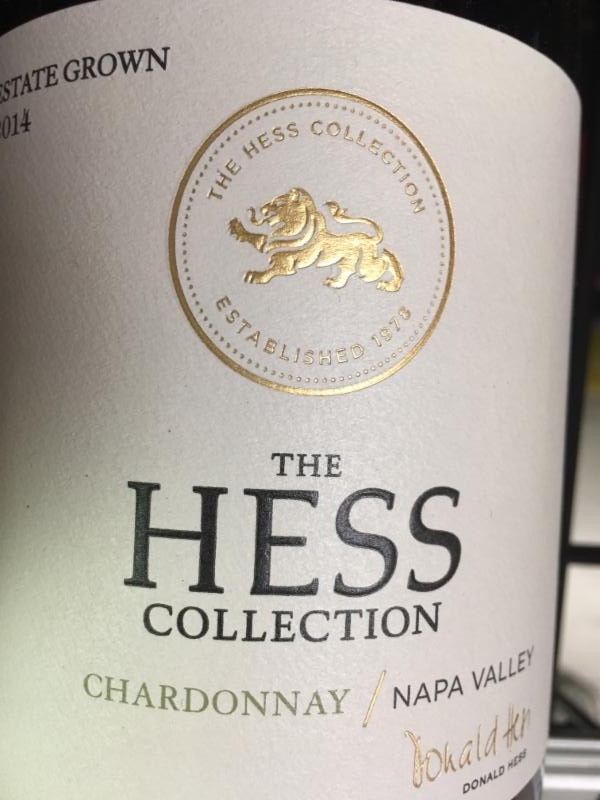 ESTATE GROWN
2014
THE HESS COLLECTION
ESTABLISHED 1978
THE
HESS
COLLECTION
CHARDONNAY / NAPA VALLEY
Donald Hess
DONALD HESS